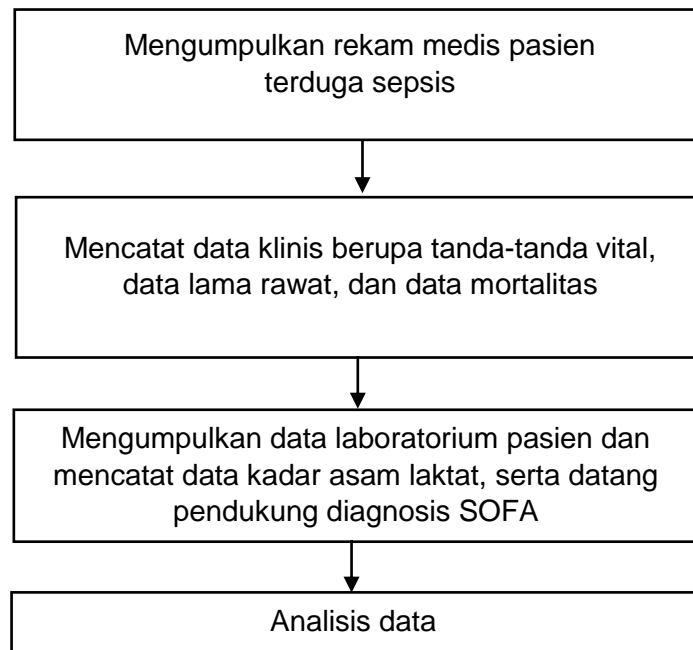 Mengumpulkan rekam medis pasien
terduga sepsis
Mencatat data klinis berupa tanda-tanda vital,
data lama rawat, dan data mortalitas
Mengumpulkan data laboratorium pasien dan
mencatat data kadar asam laktat, serta datang
pendukung diagnosis SOFA
Analisis data